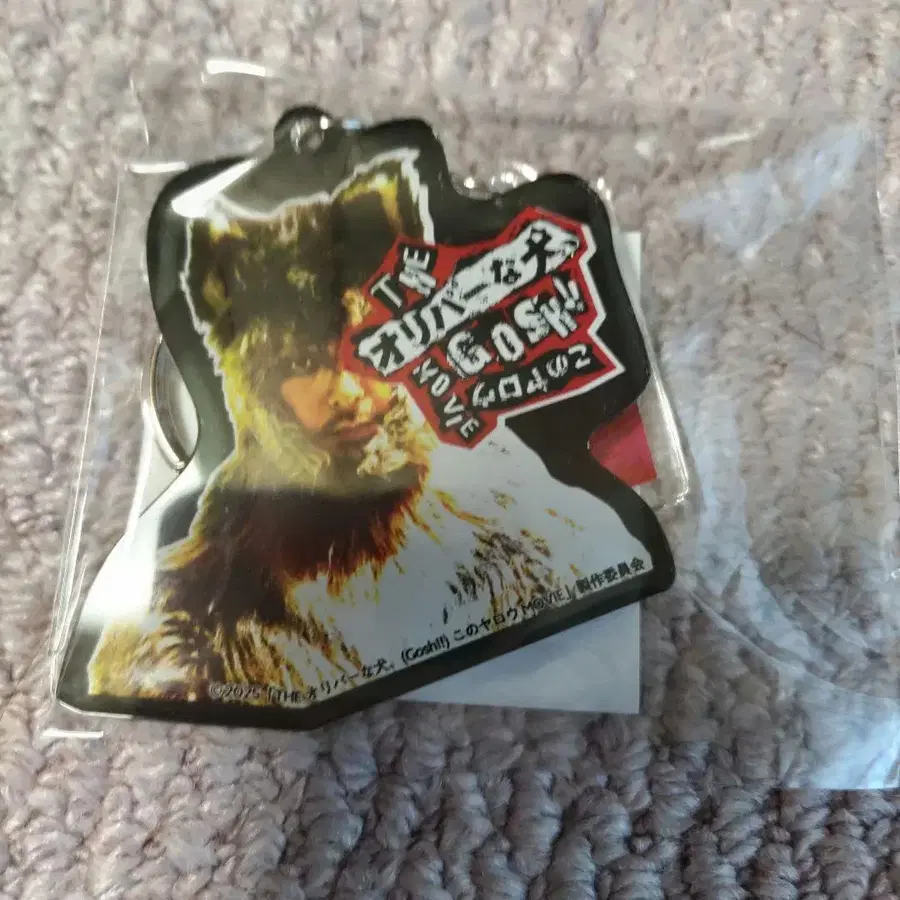 THE
オリバーな犬
GOSH!!
このヤロウ
MOVIE
©2025「THE オリバーな犬、(Gosh!!) このヤロウ MOVIE」製作委員会